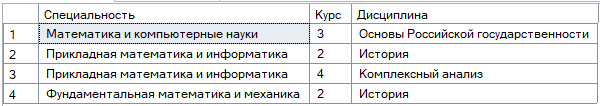 Специальность Курс Дисциплина
1 Математика и компьютерные науки 3 Основы Российской государственности
2 Прикладная математика и информатика 2 История
3 Прикладная математика и информатика 4 Комплексный анализ
4 Фундаментальная математика и механика 2 История